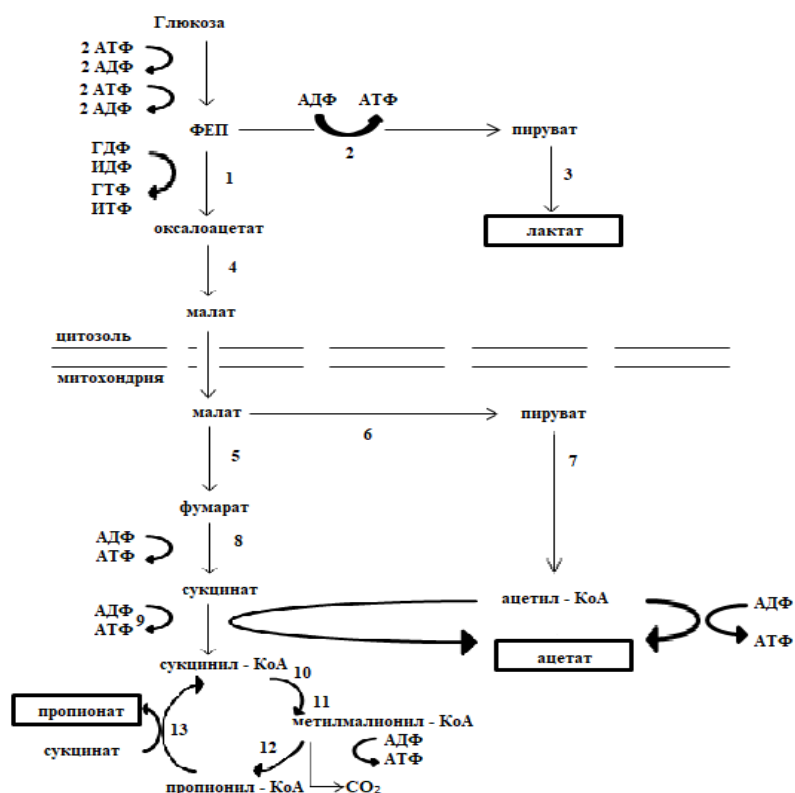 Глюкоза
2 АТФ
2 АДФ
2 АТФ
2 АДФ
АДФ АТФ
ФЕП
2
пируват
ГДФ
ИДФ
ГТФ
ИТФ
1
3
оксалоацетат
лактат
4
малат
цитозоль
митохондрия
малат
6
пируват
5
7
фумарат
АДФ
АТФ
8
сукцинат
ацетил - КоА
АДФ
АТФ
9
АДФ
АТФ
ацетат
сукцинил - КоА
10
11
пропионат
метилмалионил - КоА
13
сукцинат
12
АДФ
АТФ
пропионил - КоА
CO₂